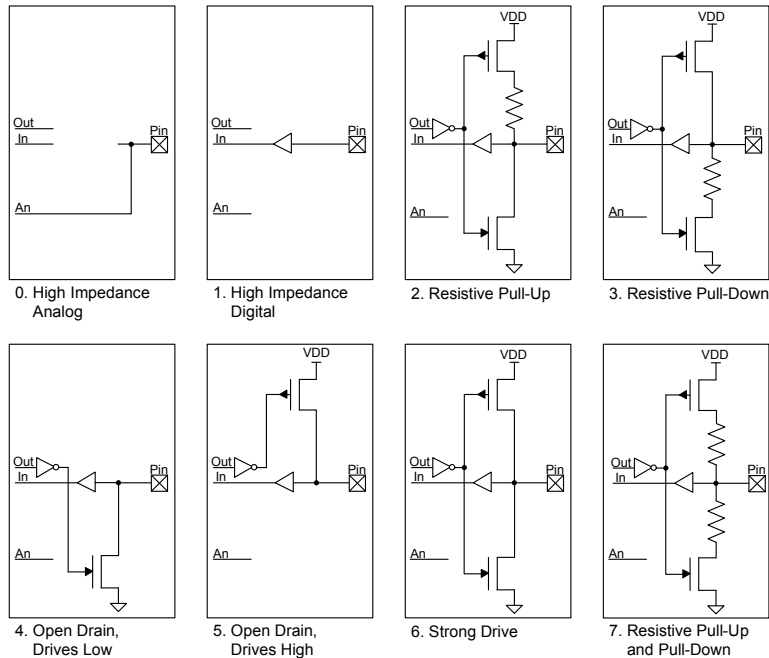 VDD
VDD
Out
In
Pin
An
Out
In
Pin
An
Out
In
Pin
An
Out
In
Pin
An
0. High Impedance
Analog
1. High Impedance
Digital
2. Resistive Pull-Up
3. Resistive Pull-Down
VDD
VDD
VDD
Out
In
Pin
An
Out
In
Pin
An
Out
In
Pin
An
Out
In
Pin
An
4. Open Drain,
Drives Low
5. Open Drain,
Drives High
6. Strong Drive
7. Resistive Pull-Up
and Pull-Down